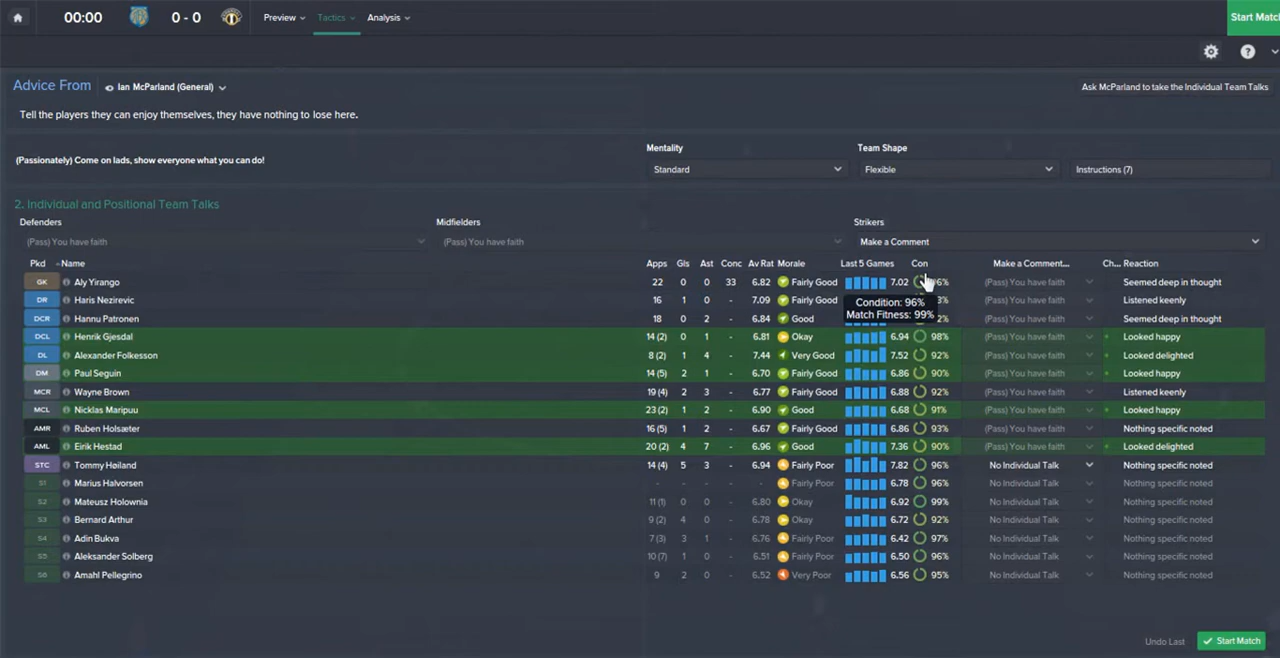 00:00 0 - 0 Preview Tactics Analysis Start Matc
Advice From Ian McParland (General) Ask McParland to take the Individual Team Talks
Tell the players they can enjoy themselves, they have nothing to lose here.
Mentality Team Shape
(Passionately) Come on lads, show everyone what you can do!
Standard Flexible Instructions (7)
2. Individual and Positional Team Talks
Defenders Midfielders Strikers
(Pass) You have faith (Pass) You have faith Make a Comment
Pkd Name Apps Gls Ast Conc Av Rat Morale Last 5 Games Con Make a Comment... Ch... Reaction
GK Aly Yirango 22 0 0 33 6.82 Fairly Good 7.02 96% (Pass) You have faith Seemed deep in thought
DR Haris Nezirevic 16 1 0 - 7.09 Fairly Good 3% (Pass) You have faith Listened keenly
Condition: 96%
Match Fitness: 99%
DCR Hannu Patronen 18 0 2 - 6.84 Good 2% (Pass) You have faith Seemed deep in thought
DCL Henrik Gjesdal 14 (2) 0 1 - 6.81 Okay 6.94 98% (Pass) You have faith Looked happy
DL Alexander Folkesson 8 (2) 1 4 - 7.44 Very Good 7.52 92% (Pass) You have faith Looked delighted
DM Paul Seguin 14 (5) 2 1 - 6.70 Fairly Good 6.86 90% (Pass) You have faith Looked happy
MCR Wayne Brown 19 (4) 2 3 - 6.77 Fairly Good 6.88 92% (Pass) You have faith Listened keenly
MCL Nicklas Maripuu 23 (2) 1 2 - 6.90 Good 6.68 91% (Pass) You have faith Looked happy
AMR Ruben Holsæter 16 (5) 1 2 - 6.67 Fairly Good 6.86 93% (Pass) You have faith Nothing specific noted
AML Eirik Hestad 20 (2) 4 7 - 6.96 Good 7.36 90% (Pass) You have faith Looked delighted
STC Tommy Høiland 14 (4) 5 3 - 6.94 Fairly Poor 7.82 96% No Individual Talk Nothing specific noted
S1 Marius Halvorsen - - - - - Fairly Poor 6.78 96% No Individual Talk Nothing specific noted
S2 Mateusz Holownia 11 (1) 0 0 - 6.80 Okay 6.92 99% No Individual Talk Nothing specific noted
S3 Bernard Arthur 9 (2) 4 0 - 6.78 Okay 6.72 92% No Individual Talk Nothing specific noted
S4 Adin Bukva 7 (3) 3 1 - 6.76 Fairly Poor 6.42 97% No Individual Talk Nothing specific noted
S5 Aleksander Solberg 10 (7) 1 0 - 6.51 Fairly Poor 6.50 96% No Individual Talk Nothing specific noted
S6 Amahl Pellegrino 9 2 0 - 6.52 Very Poor 6.56 95% No Individual Talk Nothing specific noted
Undo Last Start Match